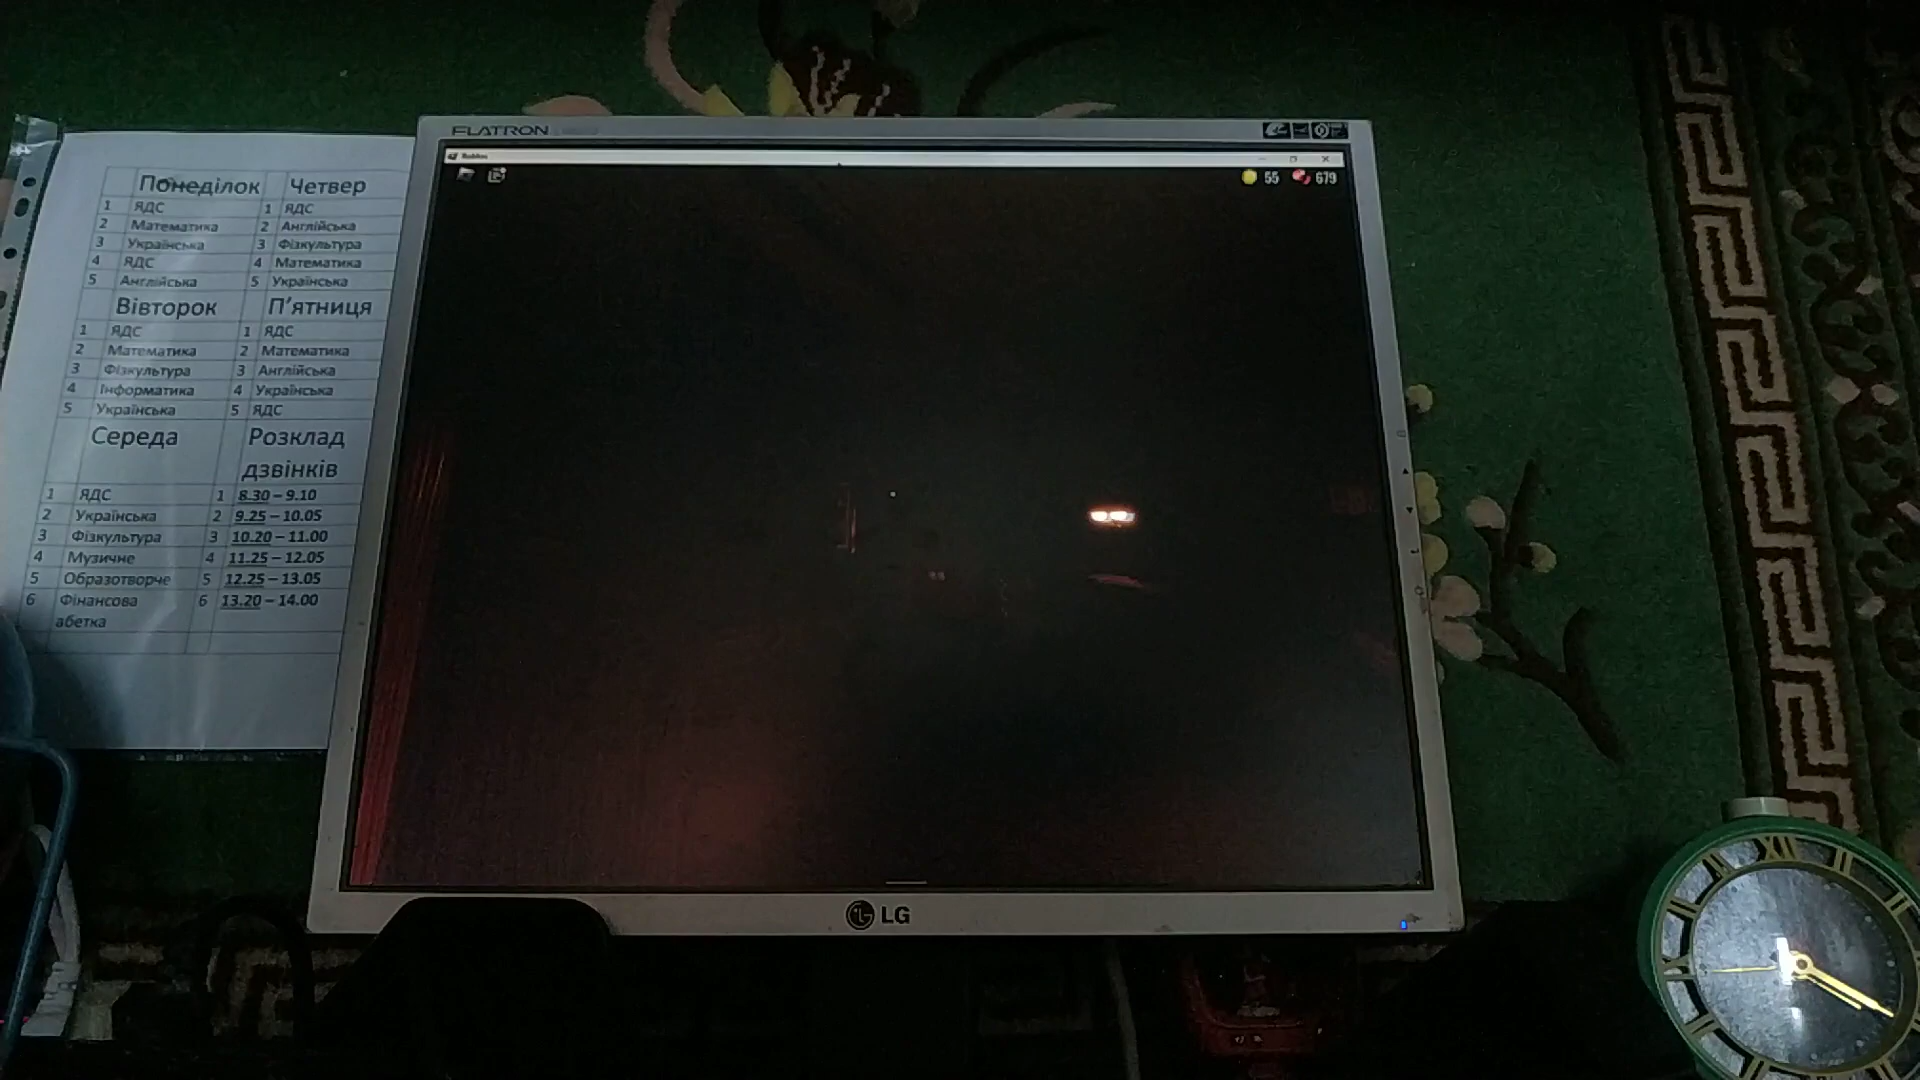 Понеділок Четвер
1 ЯДС 1 ЯДС
2 Математика 2 Англійська
3 Українська 3 Фізкультура
4 ЯДС 4 Математика
5 Англійська 5 Українська
Вівторок П'ятниця
1 ЯДС 1 ЯДС
2 Математика 2 Математика
3 Фізкультура 3 Англійська
4 Інформатика 4 Українська
5 Українська 5 ЯДС
Середа Розклад
дзвінків
1 ЯДС 1 8.30 – 9.10
2 Українська 2 9.25 – 10.05
3 Фізкультура 3 10.20 – 11.00
4 Музичне 4 11.25 – 12.05
5 Образотворче 5 12.25 – 13.05
6 Фінансова 6 13.20 – 14.00
абетка
FLATRON
Roblox
55 679
LG